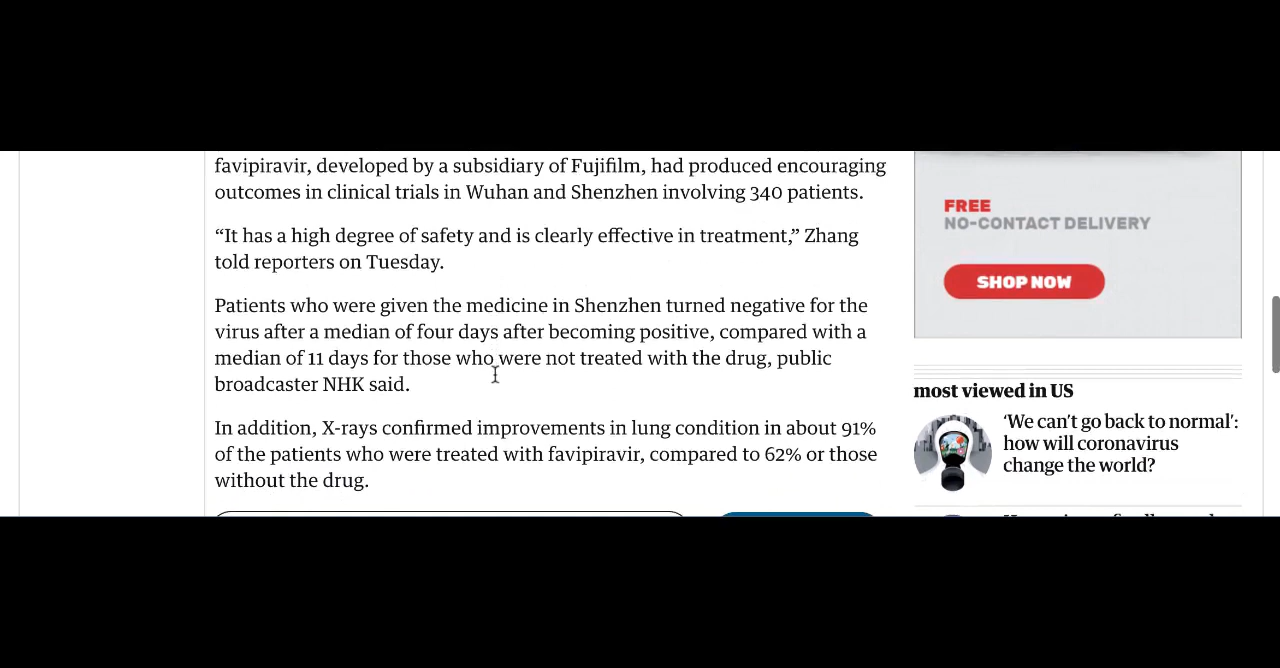 favipiravir, developed by a subsidiary of Fujifilm, had produced encouraging
outcomes in clinical trials in Wuhan and Shenzhen involving 340 patients.
“It has a high degree of safety and is clearly effective in treatment,” Zhang
told reporters on Tuesday.
Patients who were given the medicine in Shenzhen turned negative for the
virus after a median of four days after becoming positive, compared with a
median of 11 days for those who were not treated with the drug, public
broadcaster NHK said.
In addition, X-rays confirmed improvements in lung condition in about 91%
of the patients who were treated with favipiravir, compared to 62% or those
without the drug.
FREE
NO-CONTACT DELIVERY
SHOP NOW
most viewed in US
‘We can’t go back to normal’:
how will coronavirus
change the world?